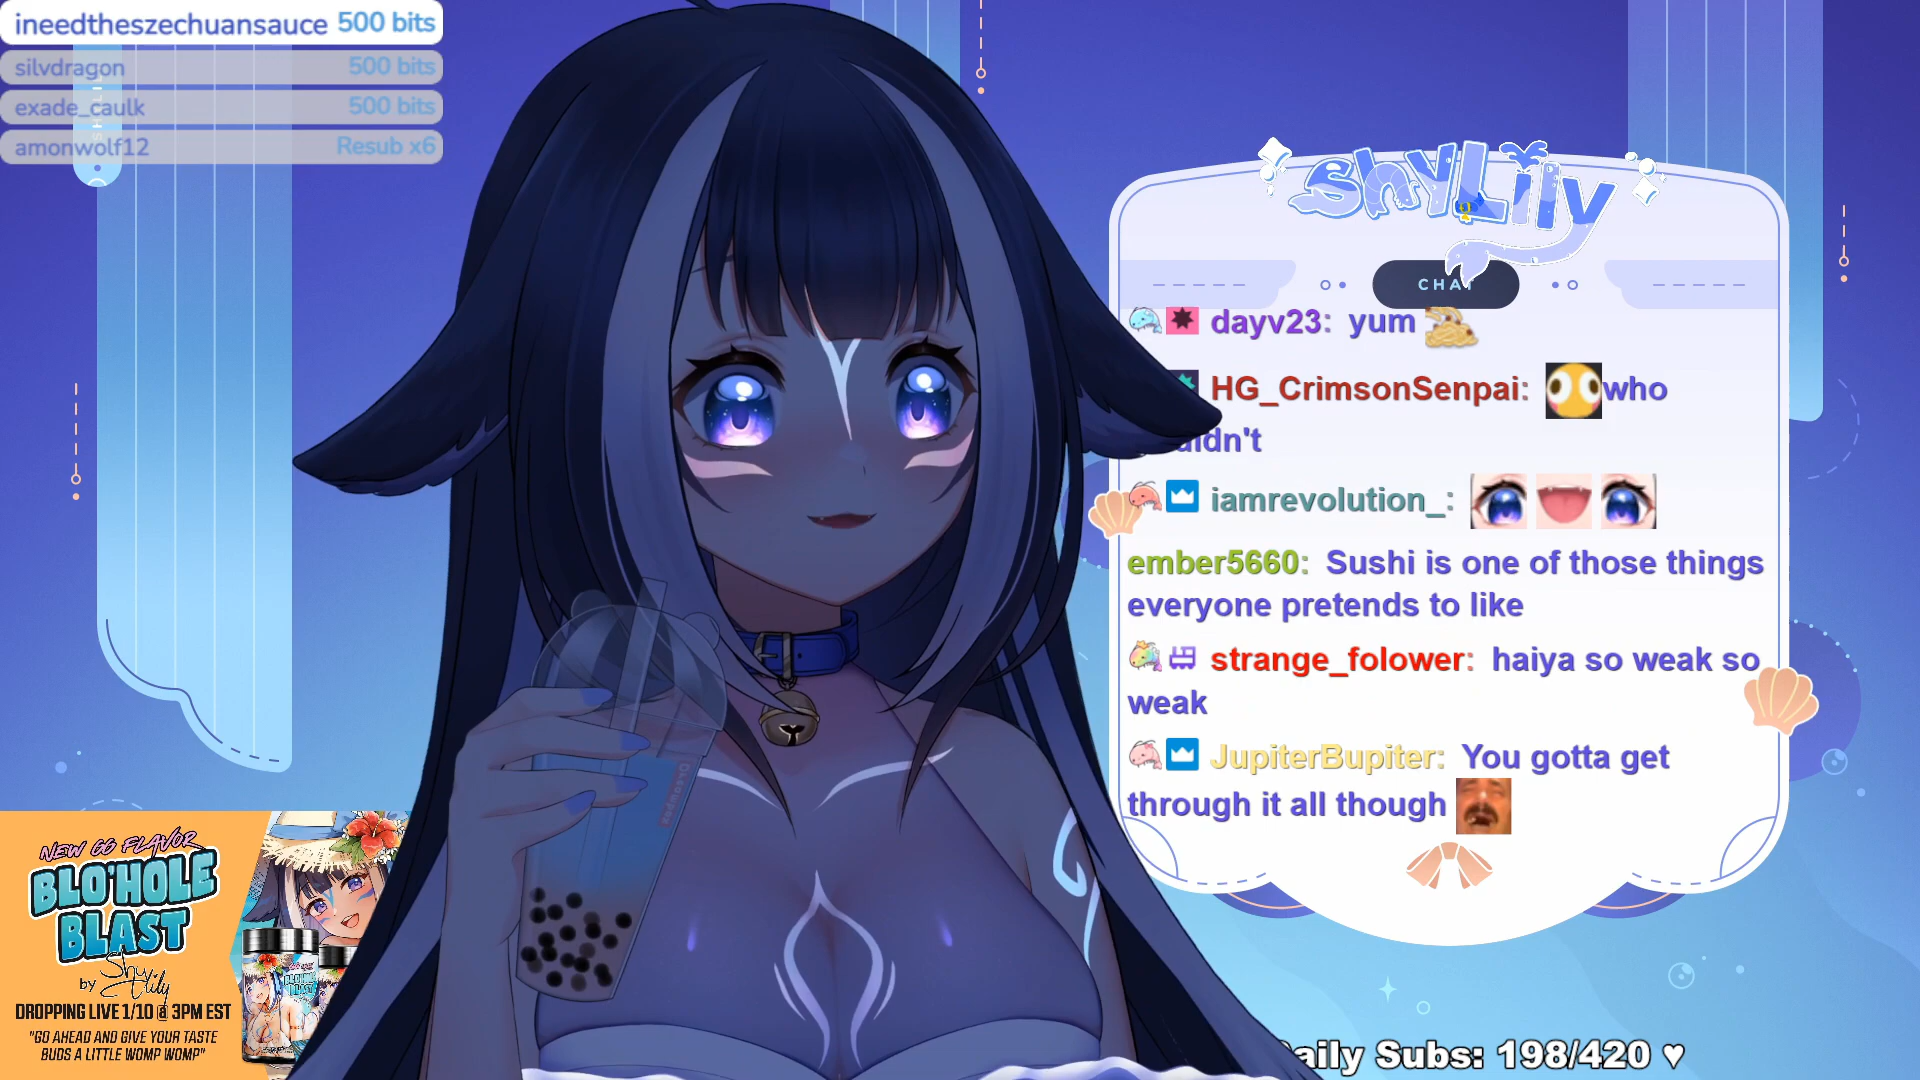 ineedtheszechuansauce 500 bits
silvdragon 500 bits
exade_caulk 500 bits
amonwolf12 Resub x6
shyLily
CHAT
dayv23: yum
HG_CrimsonSenpai: who
dn't
iamrevolution_:
ember5660: Sushi is one of those things
everyone pretends to like
strange_folower: haiya so weak so
weak
JupiterBupiter: You gotta get
through it all though
NEW GG FLAVOR
BLO'HOLE
BLAST
by ShyLily
DROPPING LIVE 1/10 @ 3PM EST
"GO AHEAD AND GIVE YOUR TASTE
BUDS A LITTLE WOMP WOMP"
aily Subs: 198/420 ♥